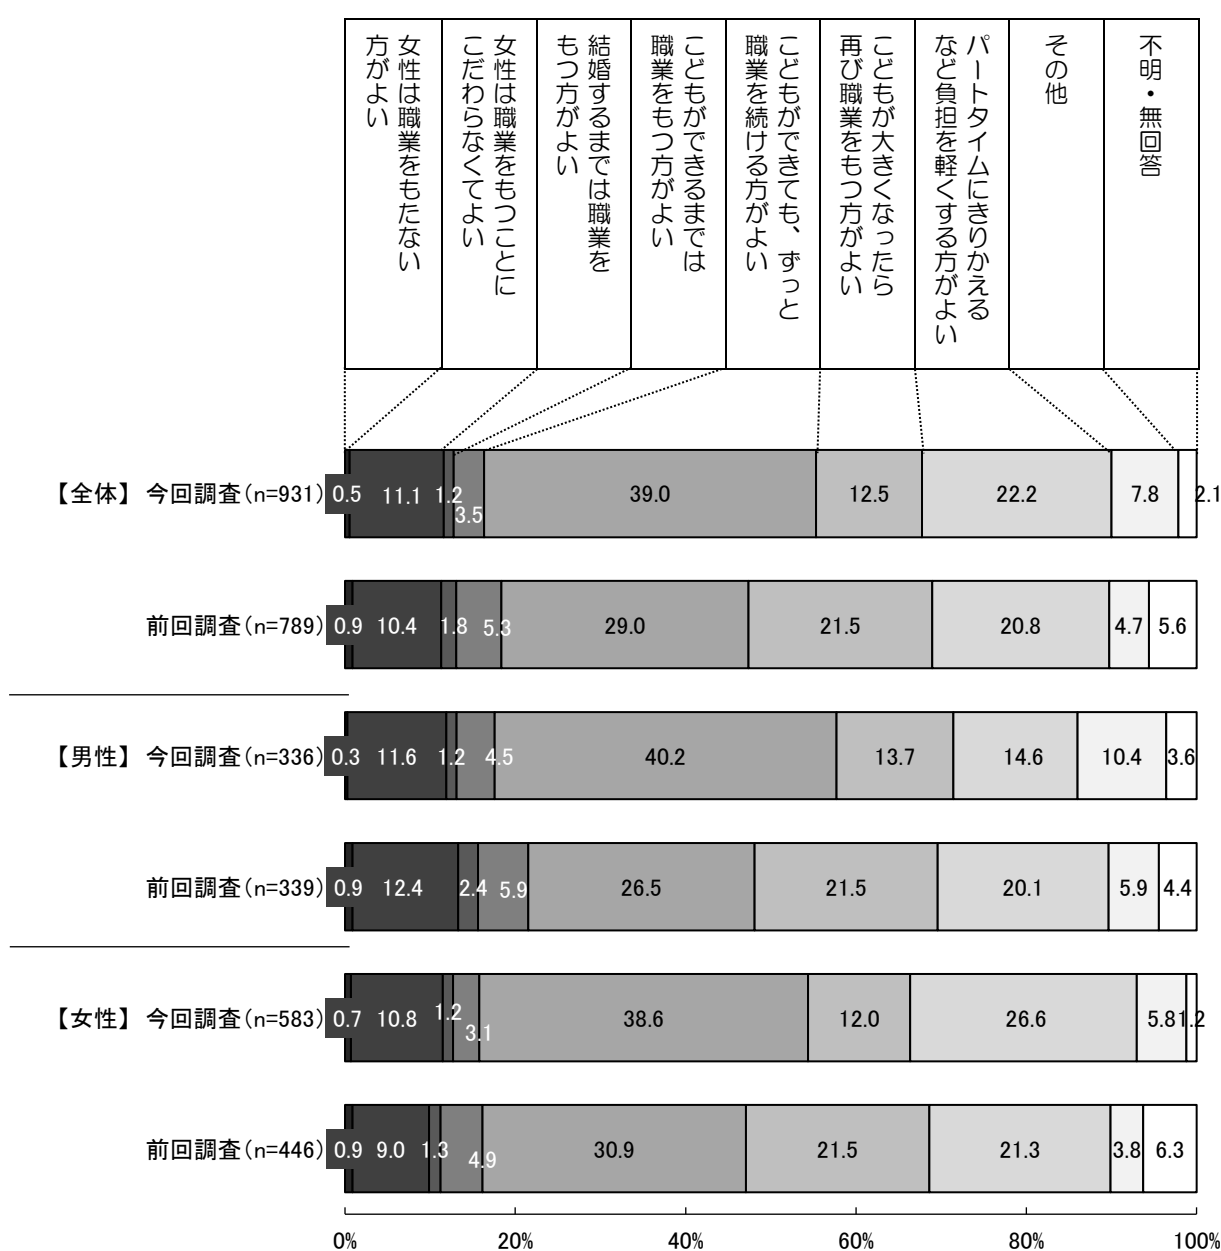 女性は職業をもたない
方がよい
女性は職業をもつことに
こだわらなくてよい
結婚するまでは職業を
もつ方がよい
こどもができるまでは
職業をもつ方がよい
こどもができても、ずっと
職業を続ける方がよい
こどもが大きくなったら
再び職業をもつ方がよい
パートタイムにきりかえる
など負担を軽くする方がよい
その他
不明・無回答
【全体】 今回調査(n=931) 0.5 11.1 1.2 3.5 39.0 12.5 22.2 7.8 2.1
前回調査(n=789) 0.9 10.4 1.8 5.3 29.0 21.5 20.8 4.7 5.6
【男性】 今回調査(n=336) 0.3 11.6 1.2 4.5 40.2 13.7 14.6 10.4 3.6
前回調査(n=339) 0.9 12.4 2.4 5.9 26.5 21.5 20.1 5.9 4.4
【女性】 今回調査(n=583) 0.7 10.8 1.2 3.1 38.6 12.0 26.6 5.8 1.2
前回調査(n=446) 0.9 9.0 1.3 4.9 30.9 21.5 21.3 3.8 6.3
0% 20% 40% 60% 80% 100%